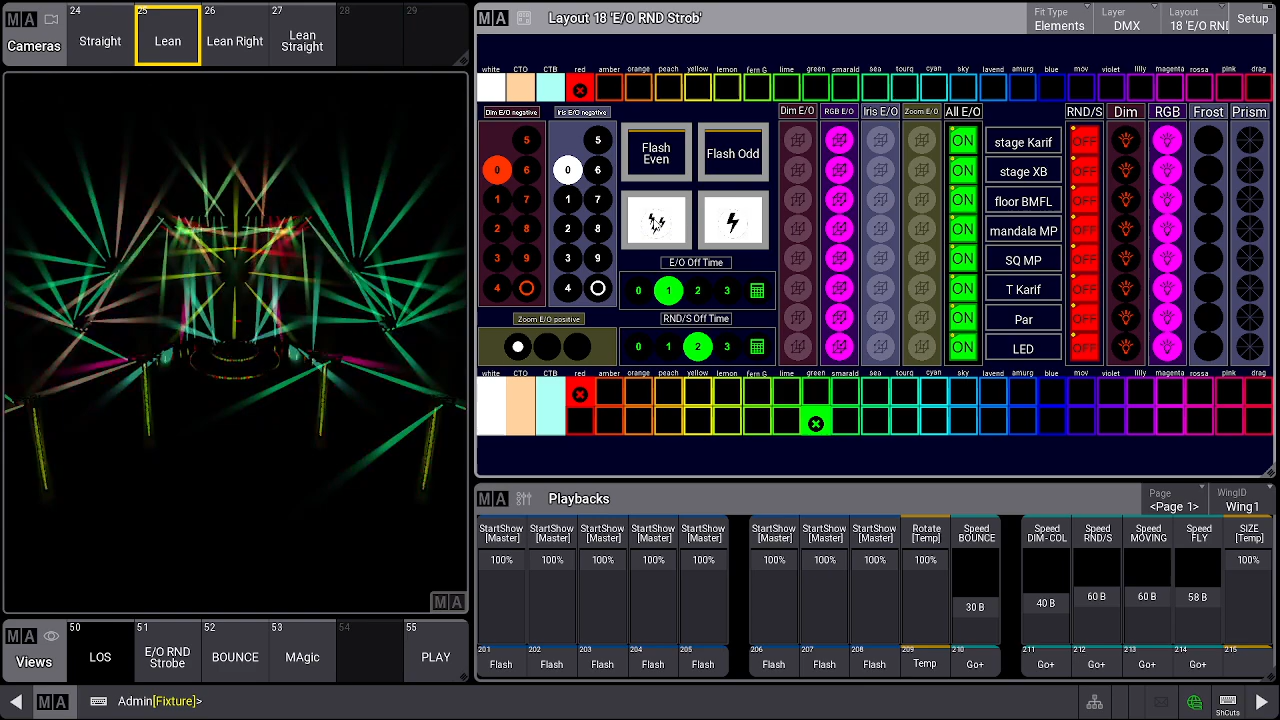 MA
Cameras
24
Straight
25
Lean
26
Lean Right
27
Lean
Straight
28
29
MA
MA
Views
50
LOS
51
E/O RND
Strobe
52
BOUNCE
53
MAgic
54
55
PLAY
MA Layout 18 'E/O RND Strob'
Fit Type
Elements
Layer
DMX
Layout
18 'E/O RN
Setup
white CTO CTB red amber orange peach yellow lemon fern G lime green smarald sea tourq cyan sky lavend amurg blue mov violet lilly magenta rossa pink drag
Dim E/O negative Iris E/O negative Dim E/O RGB E/O Iris E/O Zoom E/O All E/O RND/S Dim RGB Frost Prism
5
0 6
1 7
2 8
3 9
4
5
0 6
1 7
2 8
3 9
4
Flash
Even
Flash Odd
E/O Off Time
0 1 2 3
Zoom E/O positive
RND/S Off Time
0 1 2 3
ON stage Karif OFF
ON stage XB OFF
ON floor BMFL OFF
ON mandala MP OFF
ON SQ MP OFF
ON T Karif OFF
ON Par OFF
ON LED OFF
white CTO CTB red amber orange peach yellow lemon fern G lime green smarald sea tourq cyan sky lavend amurg blue mov violet lilly magenta rossa pink drag
MA Playbacks
Page
<Page 1>
WingID
Wing1
StartShow
[Master]
100%
201
Flash
StartShow
[Master]
100%
202
Flash
StartShow
[Master]
100%
203
Flash
StartShow
[Master]
100%
204
Flash
StartShow
[Master]
100%
205
Flash
StartShow
[Master]
100%
206
Flash
StartShow
[Master]
100%
207
Flash
StartShow
[Master]
100%
208
Flash
Rotate
[Temp]
100%
209
Temp
Speed
BOUNCE
30 B
210
Go+
Speed
DIM-COL
40 B
211
Go+
Speed
RND/S
60 B
212
Go+
Speed
MOVING
60 B
213
Go+
Speed
FLY
58 B
214
Go+
SIZE
[Temp]
100%
215
MA Admin[Fixture]>
ShCuts